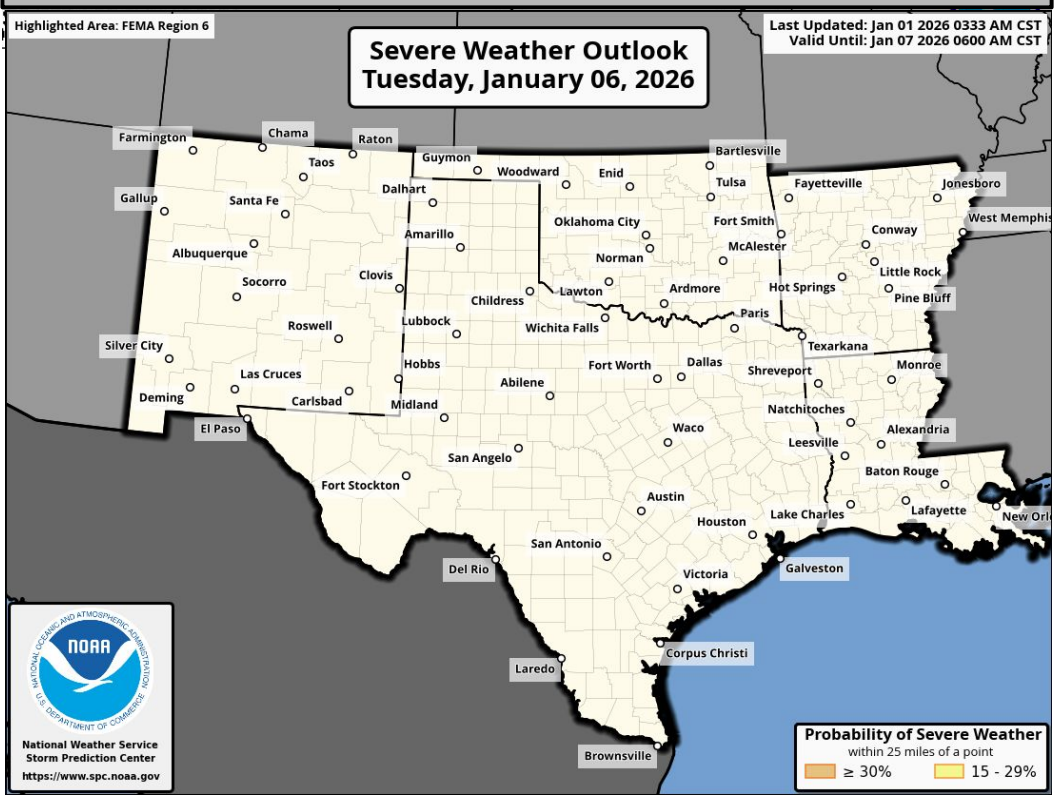 Highlighted Area: FEMA Region 6
Severe Weather Outlook
Tuesday, January 06, 2026
Last Updated: Jan 01 2026 0333 AM CST
Valid Until: Jan 07 2026 0600 AM CST
Farmington
Chama
Raton
Taos
Guymon
Woodward
Enid
Bartlesville
Tulsa
Fayetteville
Jonesboro
Gallup
Santa Fe
Dalhart
Oklahoma City
Fort Smith
West Memphis
Albuquerque
Amarillo
Norman
McAlester
Conway
Little Rock
Socorro
Clovis
Childress
Lawton
Ardmore
Hot Springs
Pine Bluff
Roswell
Lubbock
Wichita Falls
Paris
Texarkana
Silver City
Las Cruces
Hobbs
Fort Worth
Dallas
Shreveport
Monroe
Deming
Carlsbad
Midland
Abilene
Natchitoches
El Paso
Waco
Leesville
Alexandria
San Angelo
Fort Stockton
Baton Rouge
Austin
Houston
Lake Charles
Lafayette
New Orl
San Antonio
Del Rio
Galveston
Victoria
Laredo
Corpus Christi
Brownsville
NATIONAL OCEANIC AND ATMOSPHERIC ADMINISTRATION
NOAA
U.S. DEPARTMENT OF COMMERCE
National Weather Service
Storm Prediction Center
https://www.spc.noaa.gov
Probability of Severe Weather
within 25 miles of a point
≥ 30%
15 - 29%